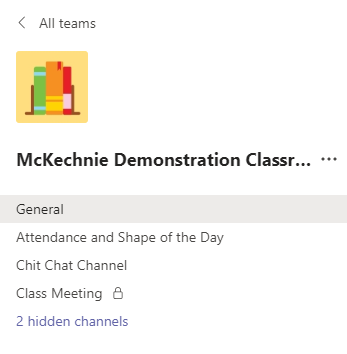 All teams
McKechnie Demonstration Classr...
General
Attendance and Shape of the Day
Chit Chat Channel
Class Meeting
2 hidden channels